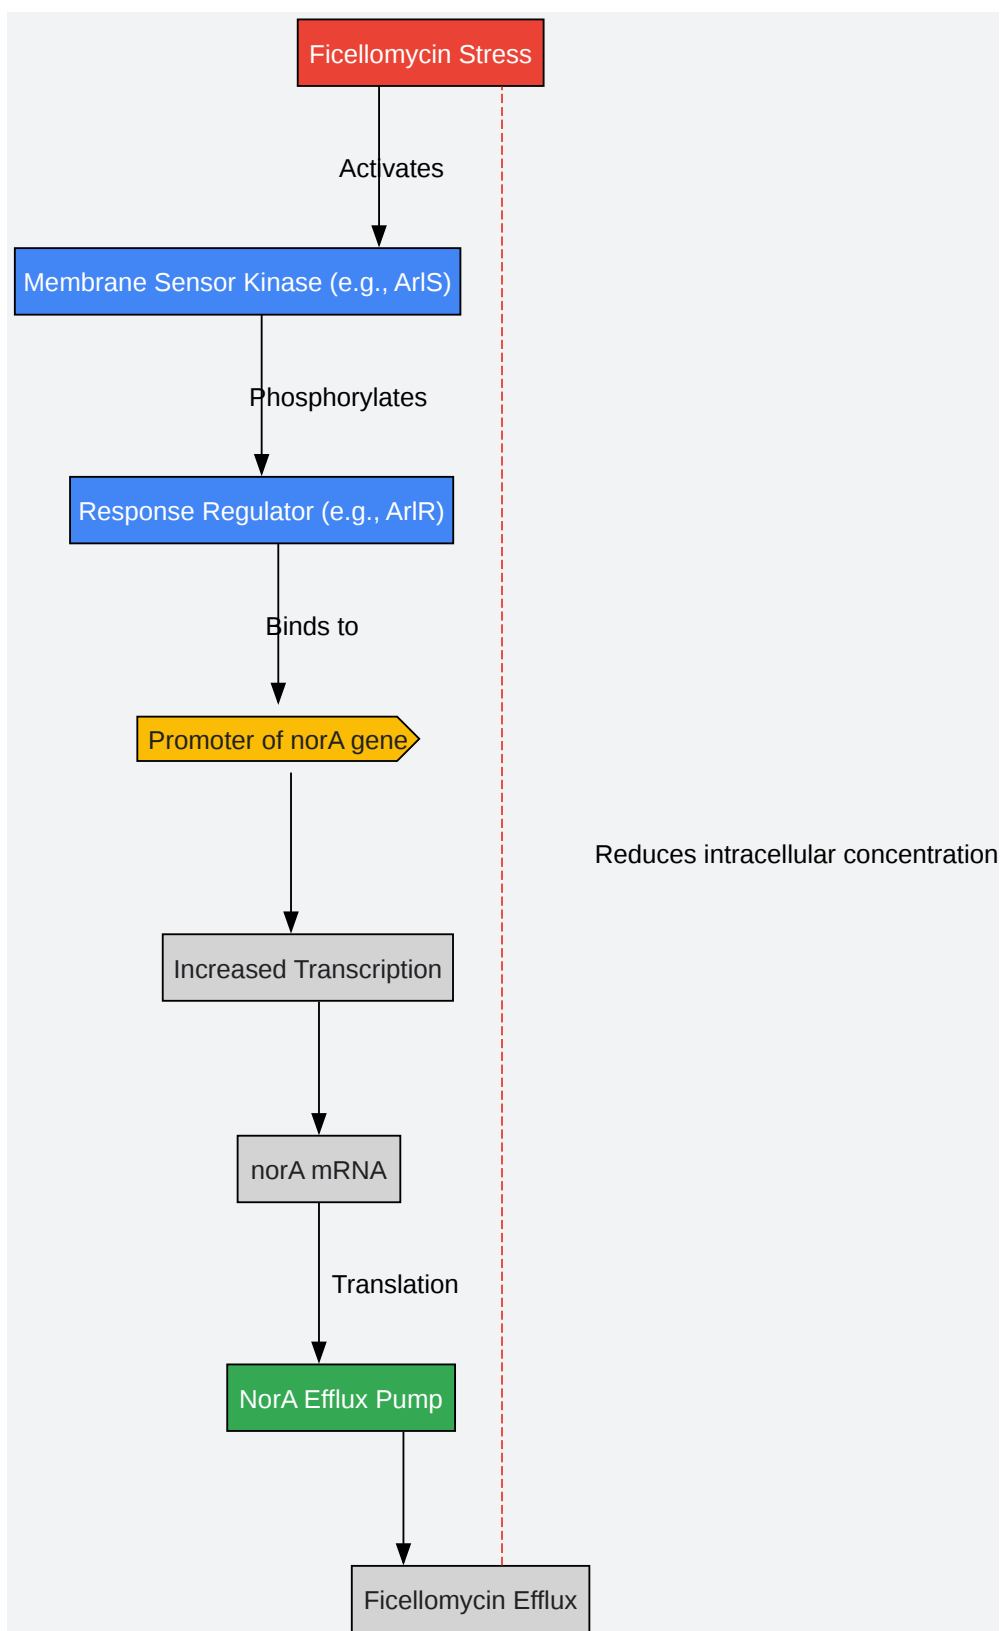 Ficellomycin Stress
Activates
Membrane Sensor Kinase (e.g., ArlS)
Phosphorylates
Response Regulator (e.g., ArlR)
Binds to
Promoter of norA gene
Reduces intracellular concentration
Increased Transcription
norA mRNA
Translation
NorA Efflux Pump
Ficellomycin Efflux